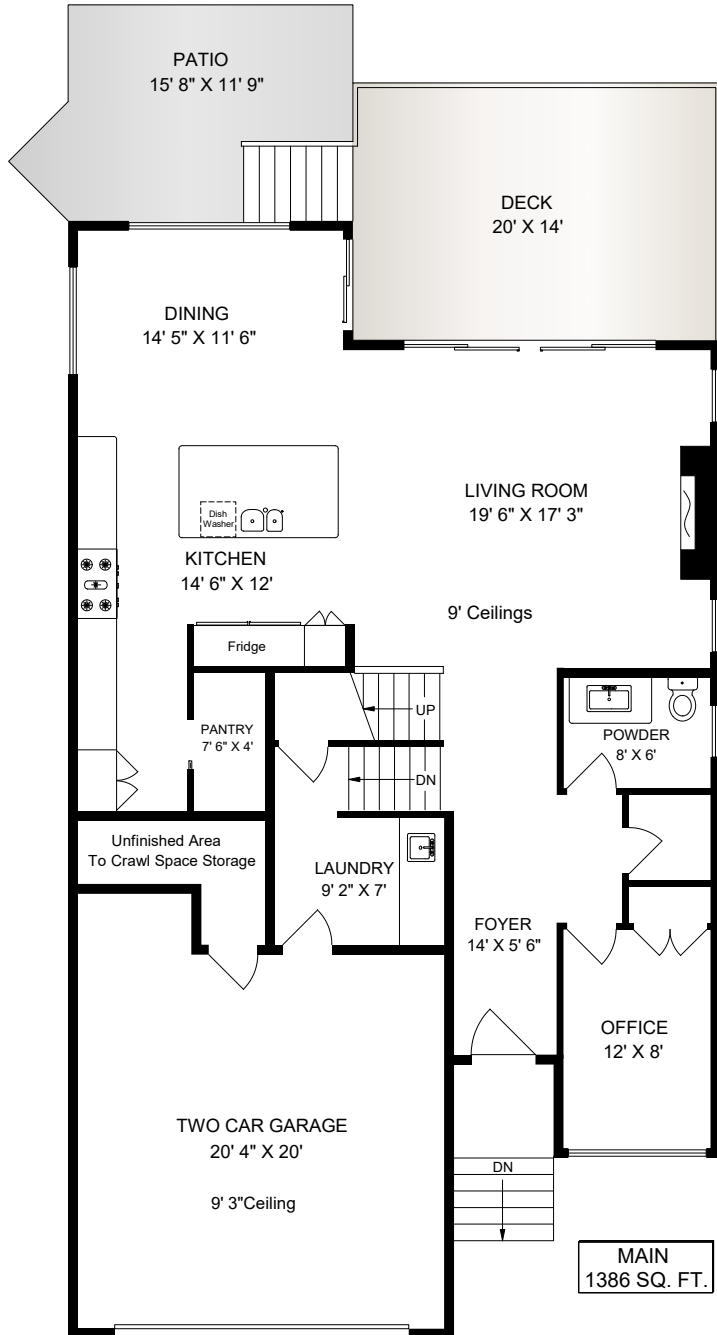 PATIO
15' 8" X 11' 9"
DECK
20' X 14'
DINING
14' 5" X 11' 6"
LIVING ROOM
19' 6" X 17' 3"
Dish
Washer
KITCHEN
14' 6" X 12'
9' Ceilings
Fridge
UP
PANTRY
7' 6" X 4'
POWDER
8' X 6'
DN
Unfinished Area
To Crawl Space Storage
LAUNDRY
9' 2" X 7'
FOYER
14' X 5' 6"
OFFICE
12' X 8'
TWO CAR GARAGE
20' 4" X 20'
9' 3"Ceiling
DN
MAIN
1386 SQ. FT.